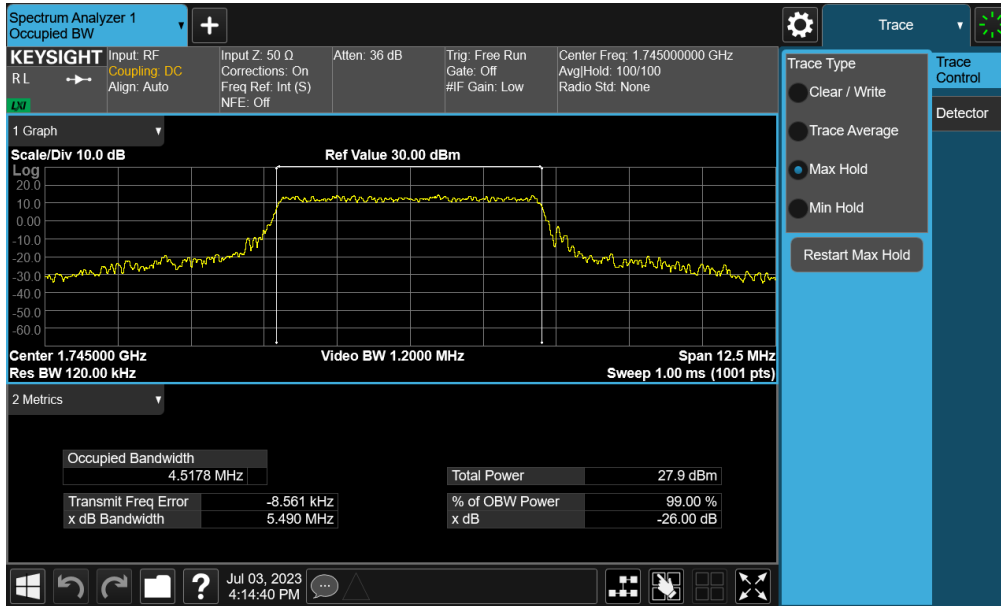 Spectrum Analyzer 1
Occupied BW
+
Trace
KEYSIGHT
R L
LXI
Input: RF
Coupling: DC
Align: Auto
Input Z: 50 Ω
Corrections: On
Freq Ref: Int (S)
NFE: Off
Atten: 36 dB
Trig: Free Run
Gate: Off
#IF Gain: Low
Center Freq: 1.745000000 GHz
Avg|Hold: 100/100
Radio Std: None
1 Graph
Scale/Div 10.0 dB
Ref Value 30.00 dBm
Log
20.0
10.0
0.00
-10.0
-20.0
-30.0
-40.0
-50.0
-60.0
Center 1.745000 GHz
Video BW 1.2000 MHz
Span 12.5 MHz
Res BW 120.00 kHz
Sweep 1.00 ms (1001 pts)
2 Metrics
Occupied Bandwidth
4.5178 MHz
Total Power 27.9 dBm
Transmit Freq Error -8.561 kHz
% of OBW Power 99.00 %
x dB Bandwidth 5.490 MHz
x dB -26.00 dB
Trace Type
Clear / Write
Trace Average
Max Hold
Min Hold
Restart Max Hold
Trace
Control
Detector
?
Jul 03, 2023
4:14:40 PM